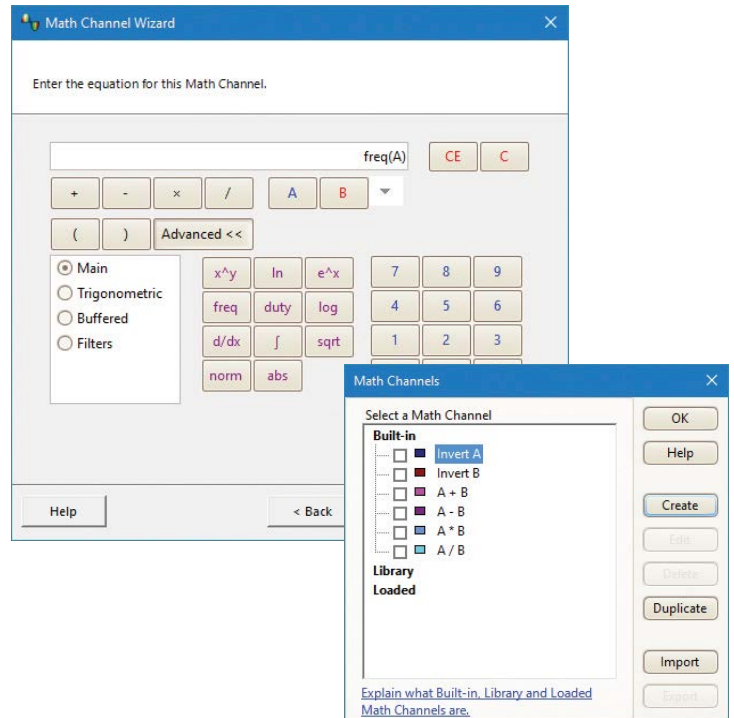 Math Channel Wizard
Enter the equation for this Math Channel.
freq(A) CE C
+ - × / A B
( ) Advanced <<
Main
Trigonometric
Buffered
Filters
x^y ln e^x 7 8 9
freq duty log 4 5 6
d/dx ∫ sqrt 1 2 3
norm abs
Help < Back
Math Channels
Select a Math Channel
Built-in
Invert A
Invert B
A + B
A - B
A * B
A / B
Library
Loaded
Explain what Built-in, Library and Loaded
Math Channels are.
OK
Help
Create
Edit
Delete
Duplicate
Import
Export